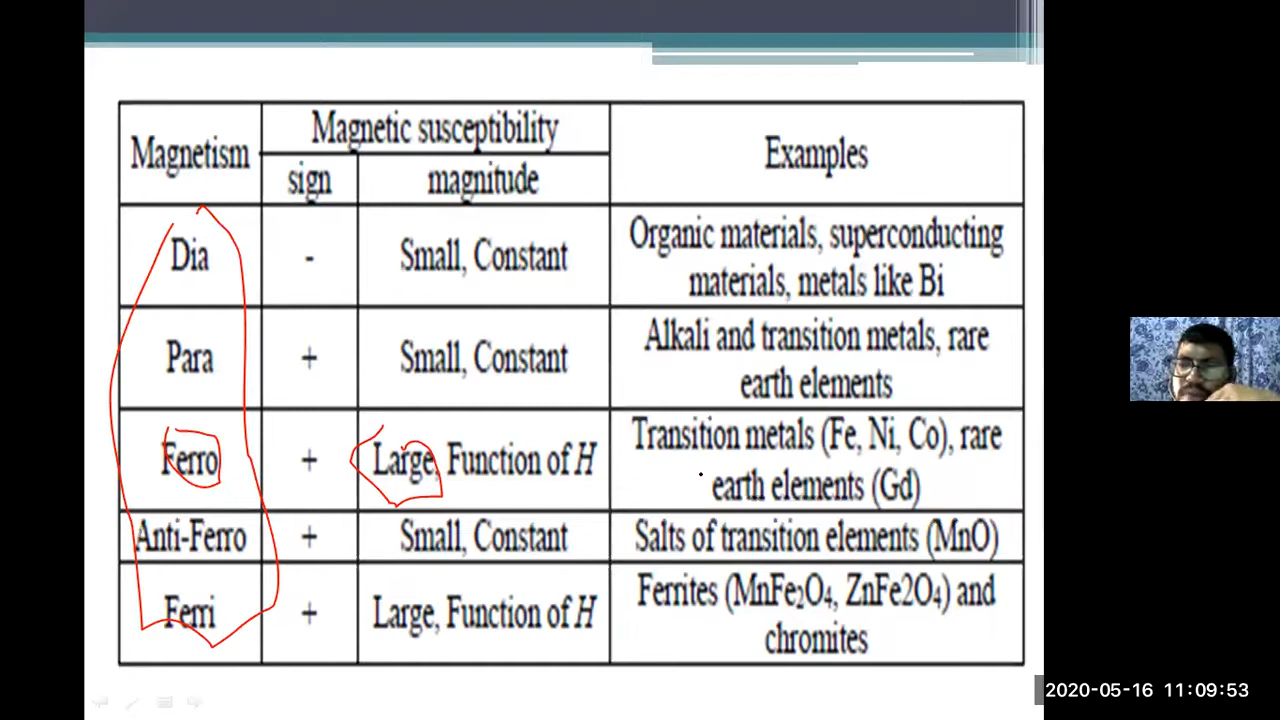 Magnetism
Magnetic susceptibility
Examples
sign
magnitude
Dia
-
Small, Constant
Organic materials, superconducting
materials, metals like Bi
Para
+
Small, Constant
Alkali and transition metals, rare
earth elements
Ferro
+
Large, Function of H
Transition metals (Fe, Ni, Co), rare
earth elements (Gd)
Anti-Ferro
+
Small, Constant
Salts of transition elements (MnO)
Ferri
+
Large, Function of H
Ferrites (MnFe₂O₄, ZnFe2O₄) and
chromites
2020-05-16 11:09:53